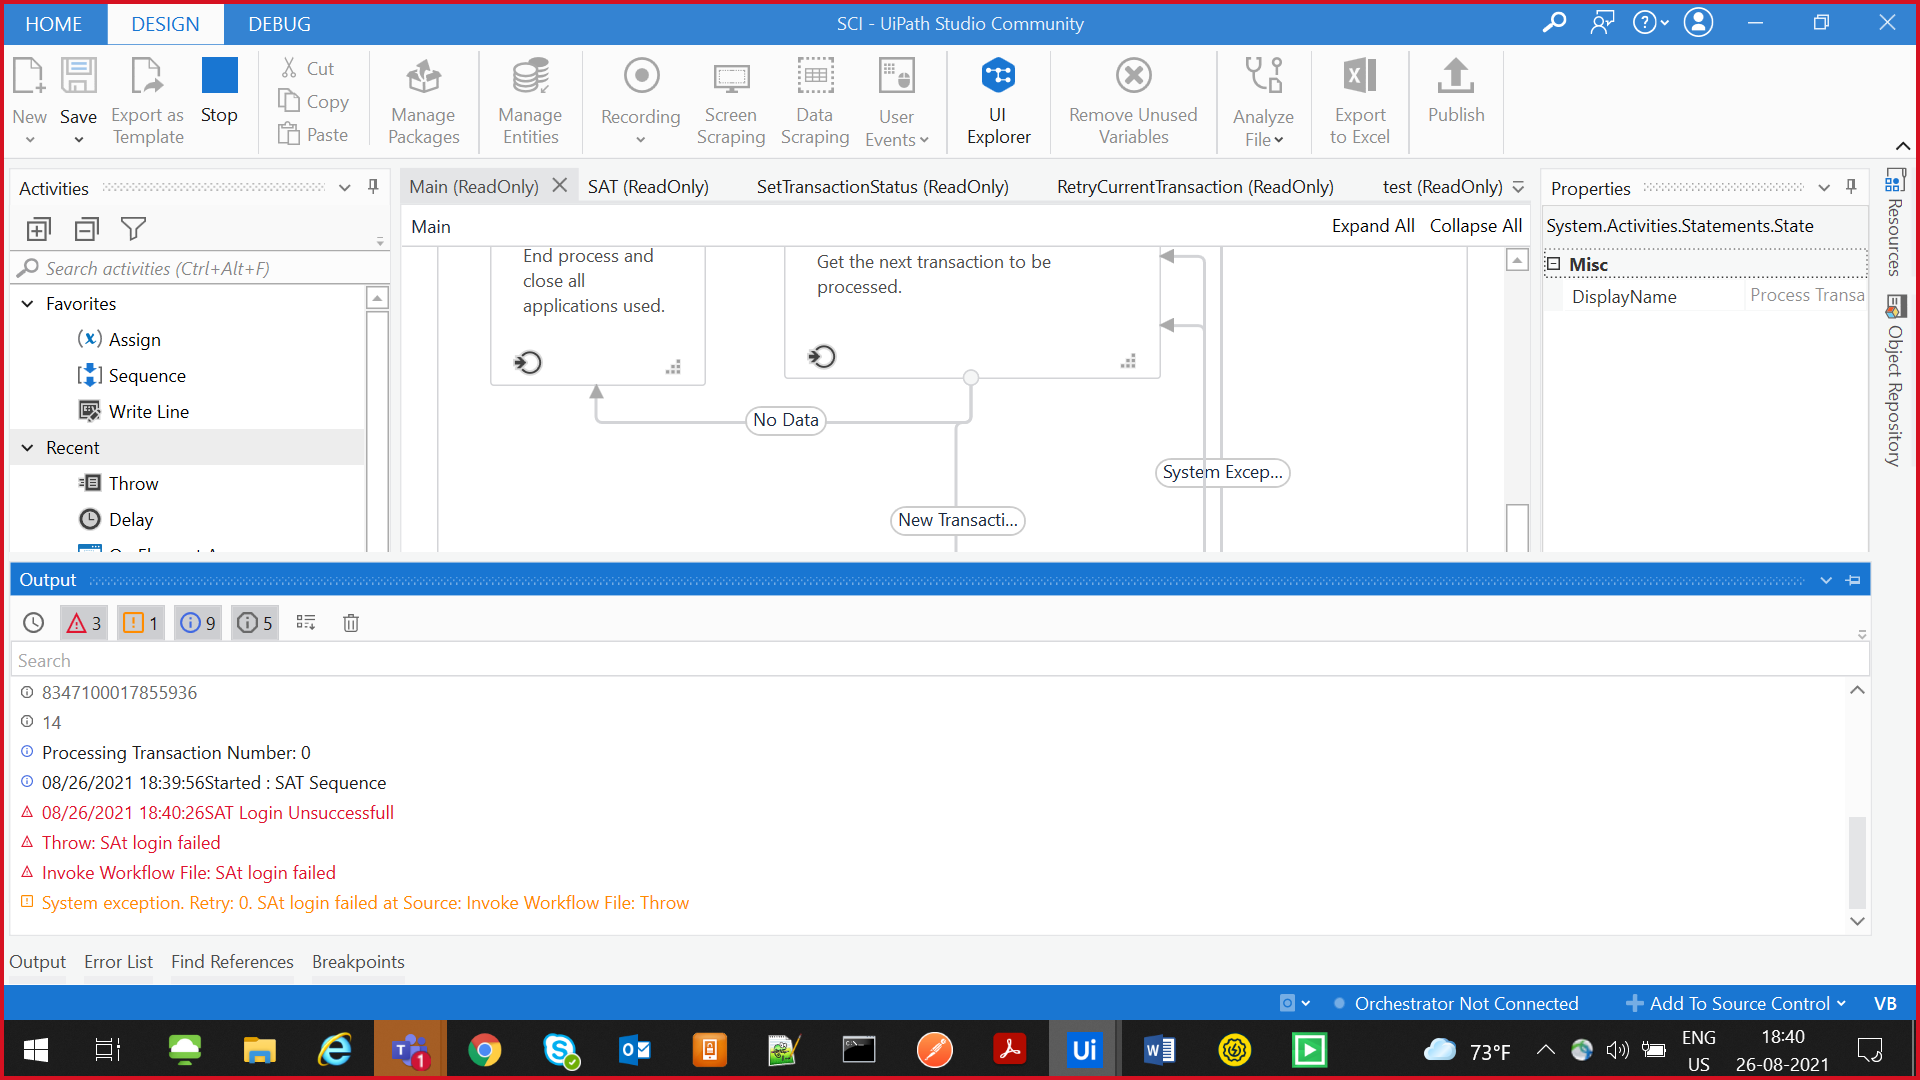 HOME DESIGN DEBUG SCI - UiPath Studio Community
New Save Export as Template Stop
Cut
Copy
Paste
Manage Packages
Manage Entities
Recording
Screen Scraping
Data Scraping
User Events
UI Explorer
Remove Unused Variables
Analyze File
Export to Excel
Publish
Activities
Search activities (Ctrl+Alt+F)
Favorites
Assign
Sequence
Write Line
Recent
Throw
Delay
Main (ReadOnly) SAT (ReadOnly) SetTransactionStatus (ReadOnly) RetryCurrentTransaction (ReadOnly) test (ReadOnly)
Main Expand All Collapse All
End process and
close all
applications used.
Get the next transaction to be
processed.
No Data
System Excep...
New Transacti...
Properties
System.Activities.Statements.State
Misc
DisplayName Process Transa
Resources
Object Repository
Output
3 1 9 5
Search
8347100017855936
14
Processing Transaction Number: 0
08/26/2021 18:39:56Started : SAT Sequence
08/26/2021 18:40:26SAT Login Unsuccessfull
Throw: SAt login failed
Invoke Workflow File: SAt login failed
System exception. Retry: 0. SAt login failed at Source: Invoke Workflow File: Throw
Output Error List Find References Breakpoints
Orchestrator Not Connected Add To Source Control VB
1
Ui
73°F
ENG
US
18:40
26-08-2021